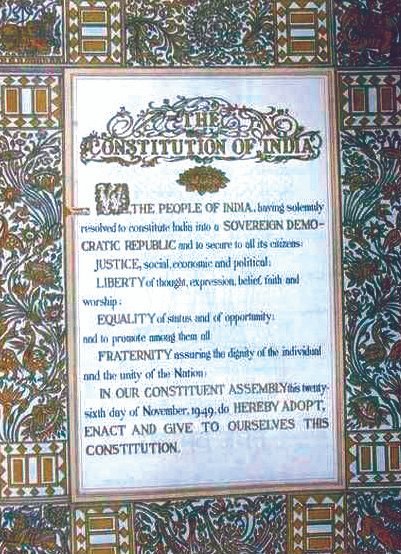 THE
CONSTITUTION OF INDIA
WE, THE PEOPLE OF INDIA, having solemnly
resolved to constitute India into a SOVEREIGN DEMO-
CRATIC REPUBLIC and to secure to all its citizens:
JUSTICE, social, economic and political;
LIBERTY of thought, expression, belief, faith and
worship;
EQUALITY of status and of opportunity;
and to promote among them all
FRATERNITY assuring the dignity of the individual
and the unity of the Nation;
IN OUR CONSTITUENT ASSEMBLY this twenty-
sixth day of November, 1949, do HEREBY ADOPT,
ENACT AND GIVE TO OURSELVES THIS
CONSTITUTION.